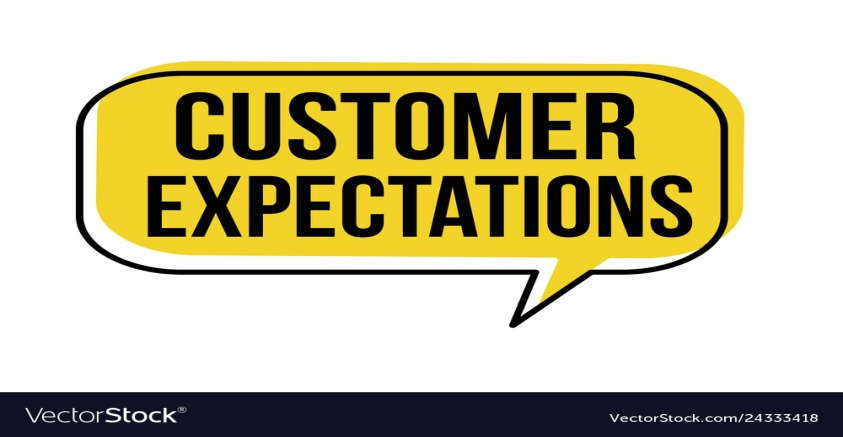 CUSTOMER
EXPECTATIONS
VectorStock®
VectorStock.com/24333418